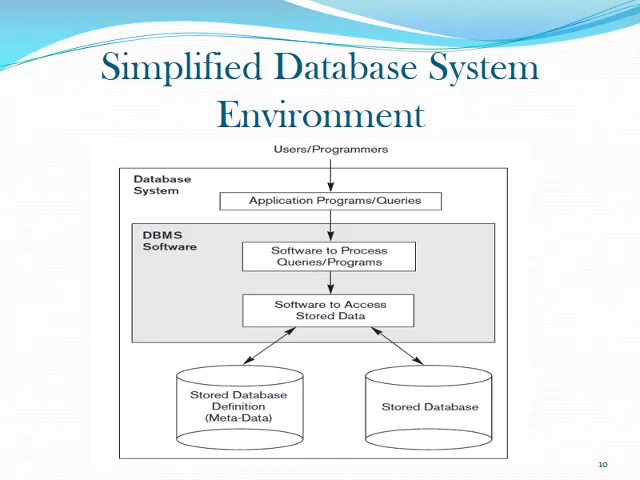 Simplified Database System
Environment
Users/Programmers
Database
System
Application Programs/Queries
DBMS
Software
Software to Process
Queries/Programs
Software to Access
Stored Data
Stored Database
Definition
(Meta-Data)
Stored Database
10